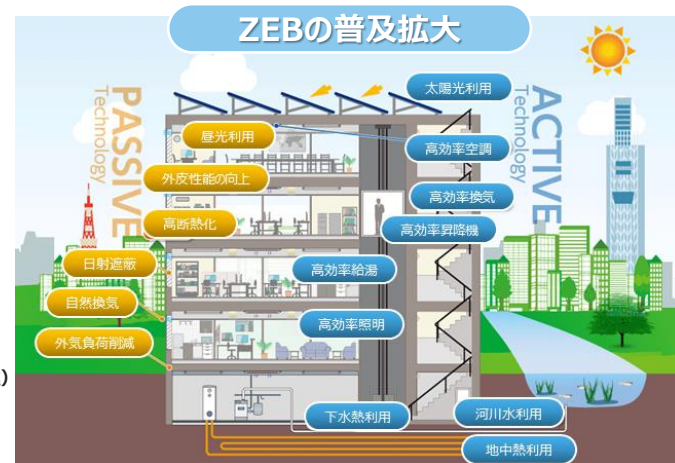 ZEBの普及拡大
PASSIVE
Technology
ACTIVE
Technology
太陽光利用
昼光利用
高効率空調
外皮性能の向上
高効率換気
高断熱化
高効率昇降機
日射遮蔽
高効率給湯
自然換気
高効率照明
外気負荷削減
)
下水熱利用
河川水利用
地中熱利用